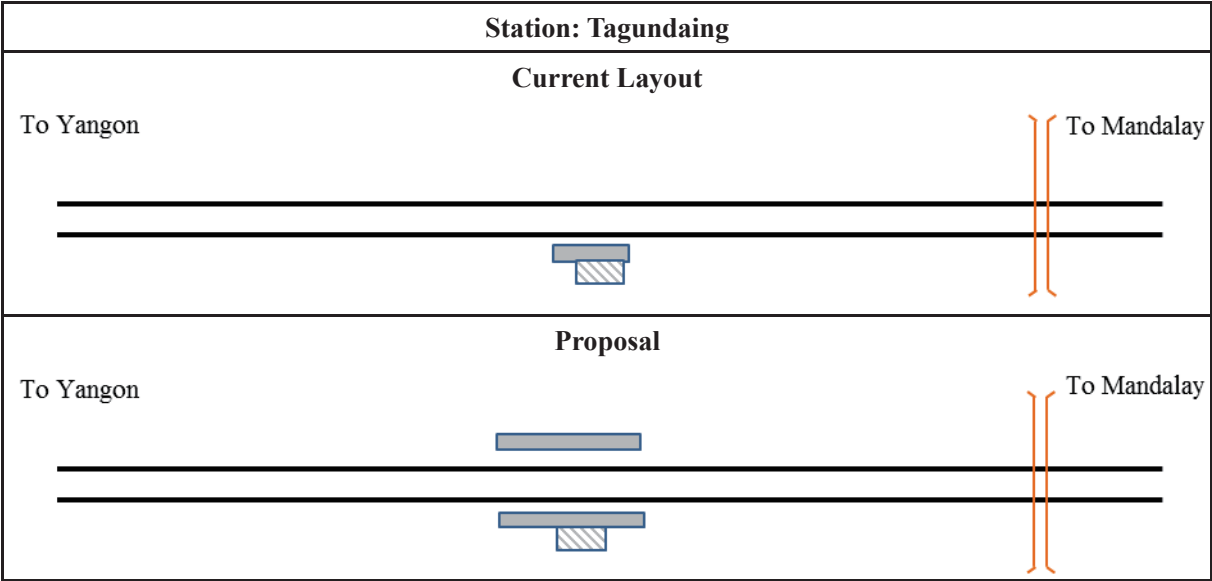 Station: Tagundaing
Current Layout
To Yangon
To Mandalay
Proposal
To Yangon
To Mandalay